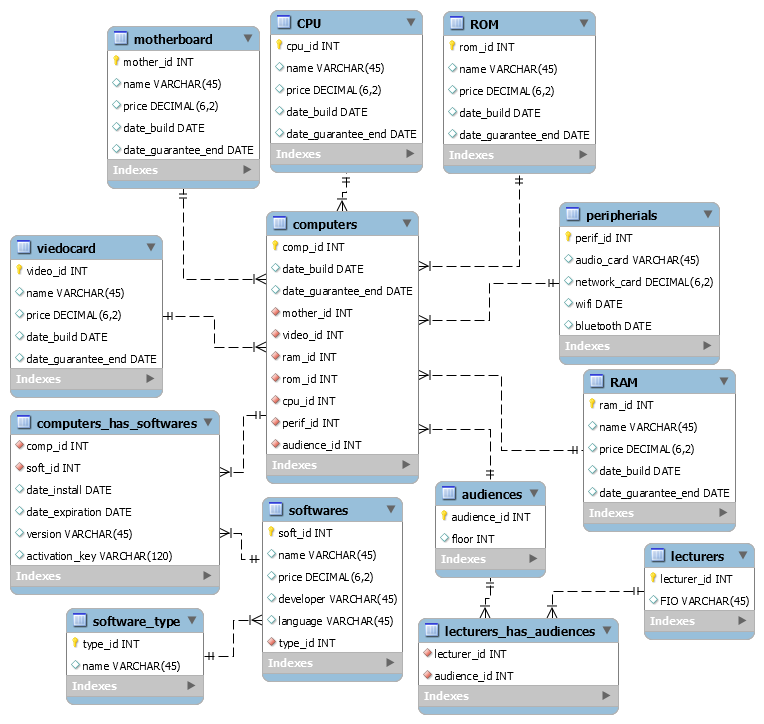 motherboard
mother_id INT
name VARCHAR(45)
price DECIMAL(6,2)
date_build DATE
date_guarantee_end DATE
Indexes
CPU
cpu_id INT
name VARCHAR(45)
price DECIMAL(6,2)
date_build DATE
date_guarantee_end DATE
Indexes
ROM
rom_id INT
name VARCHAR(45)
price DECIMAL(6,2)
date_build DATE
date_guarantee_end DATE
Indexes
viedocard
video_id INT
name VARCHAR(45)
price DECIMAL(6,2)
date_build DATE
date_guarantee_end DATE
Indexes
computers
comp_id INT
date_build DATE
date_guarantee_end DATE
mother_id INT
video_id INT
ram_id INT
rom_id INT
cpu_id INT
perif_id INT
audience_id INT
Indexes
peripherials
perif_id INT
audio_card VARCHAR(45)
network_card DECIMAL(6,2)
wifi DATE
bluetooth DATE
Indexes
RAM
ram_id INT
name VARCHAR(45)
price DECIMAL(6,2)
date_build DATE
date_guarantee_end DATE
Indexes
computers_has_softwares
comp_id INT
soft_id INT
date_install DATE
date_expiration DATE
version VARCHAR(45)
activation_key VARCHAR(120)
Indexes
softwares
soft_id INT
name VARCHAR(45)
price DECIMAL(6,2)
developer VARCHAR(45)
language VARCHAR(45)
type_id INT
Indexes
audiences
audience_id INT
floor INT
Indexes
lecturers
lecturer_id INT
FIO VARCHAR(45)
Indexes
software_type
type_id INT
name VARCHAR(45)
Indexes
lecturers_has_audiences
lecturer_id INT
audience_id INT
Indexes